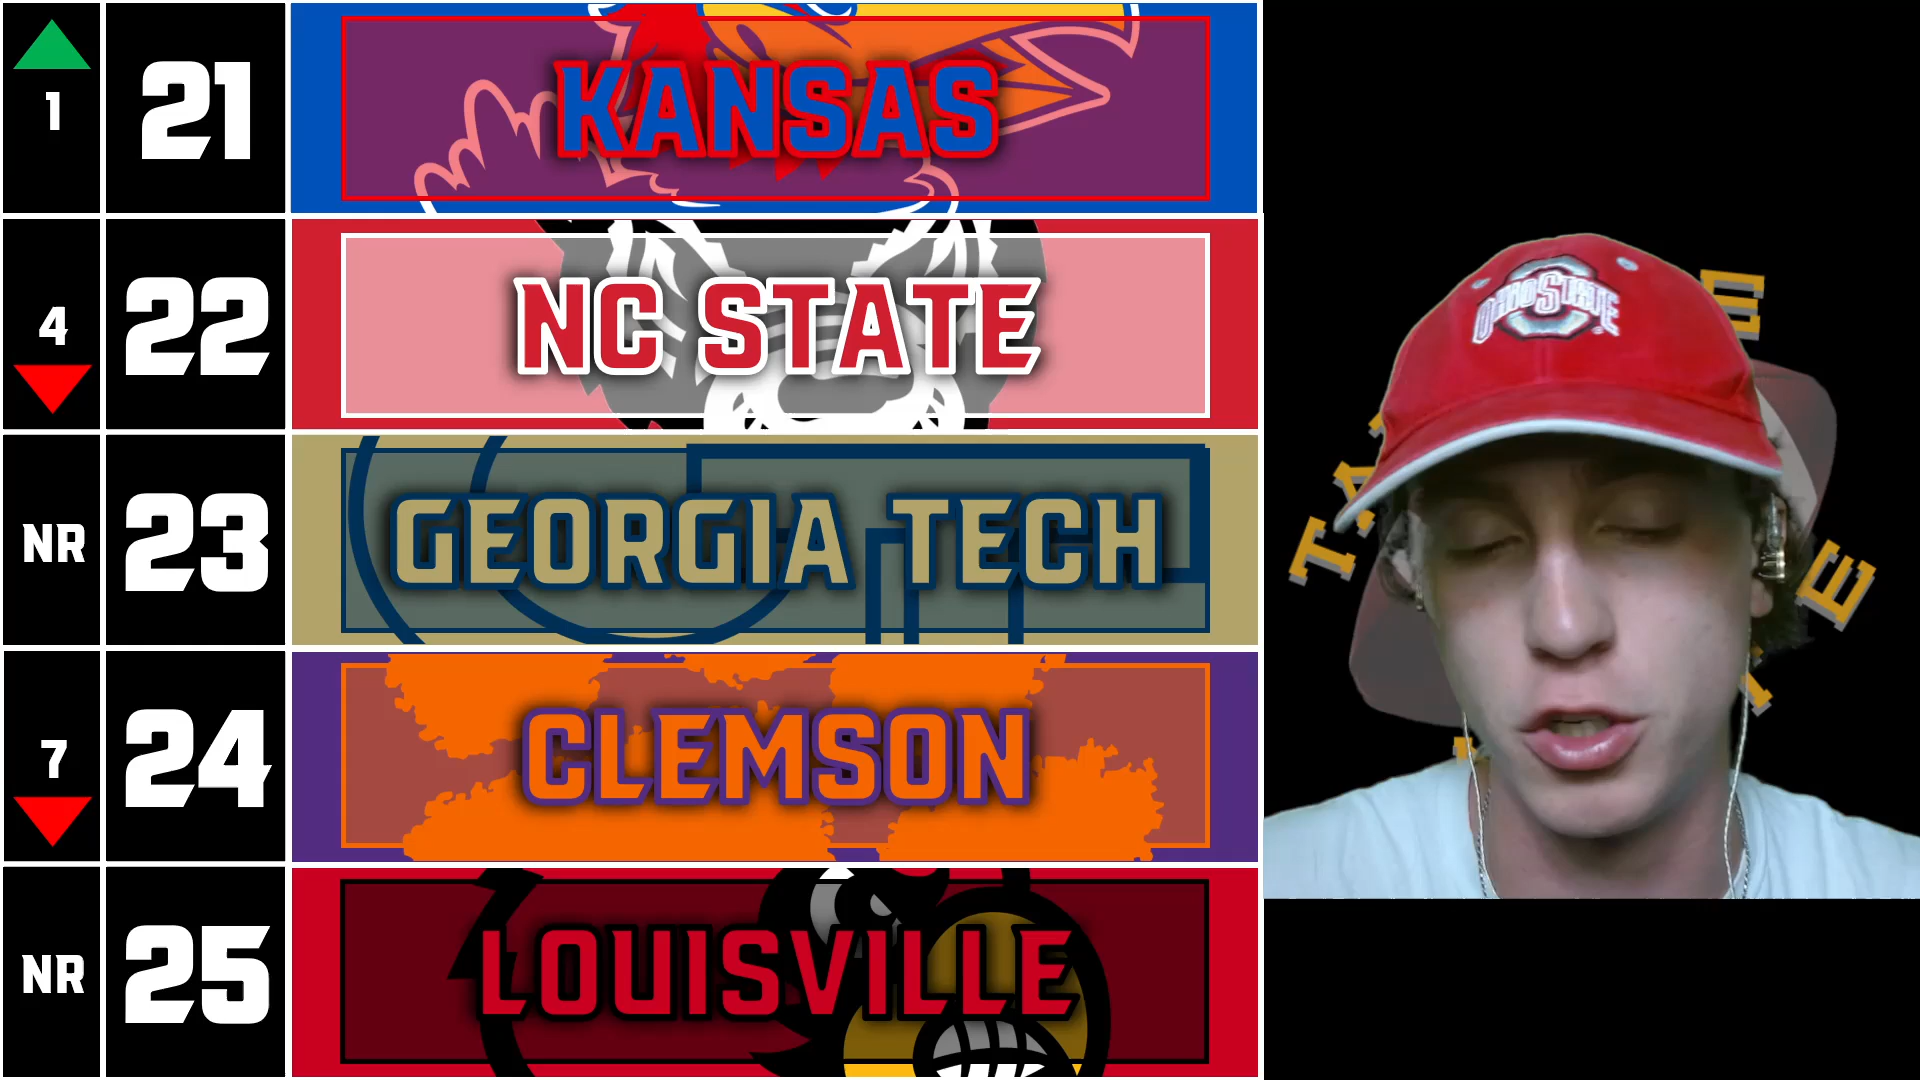 1 21 KANSAS
4 22 NC STATE
NR 23 GEORGIA TECH
7 24 CLEMSON
NR 25 LOUISVILLE
OHIO STATE